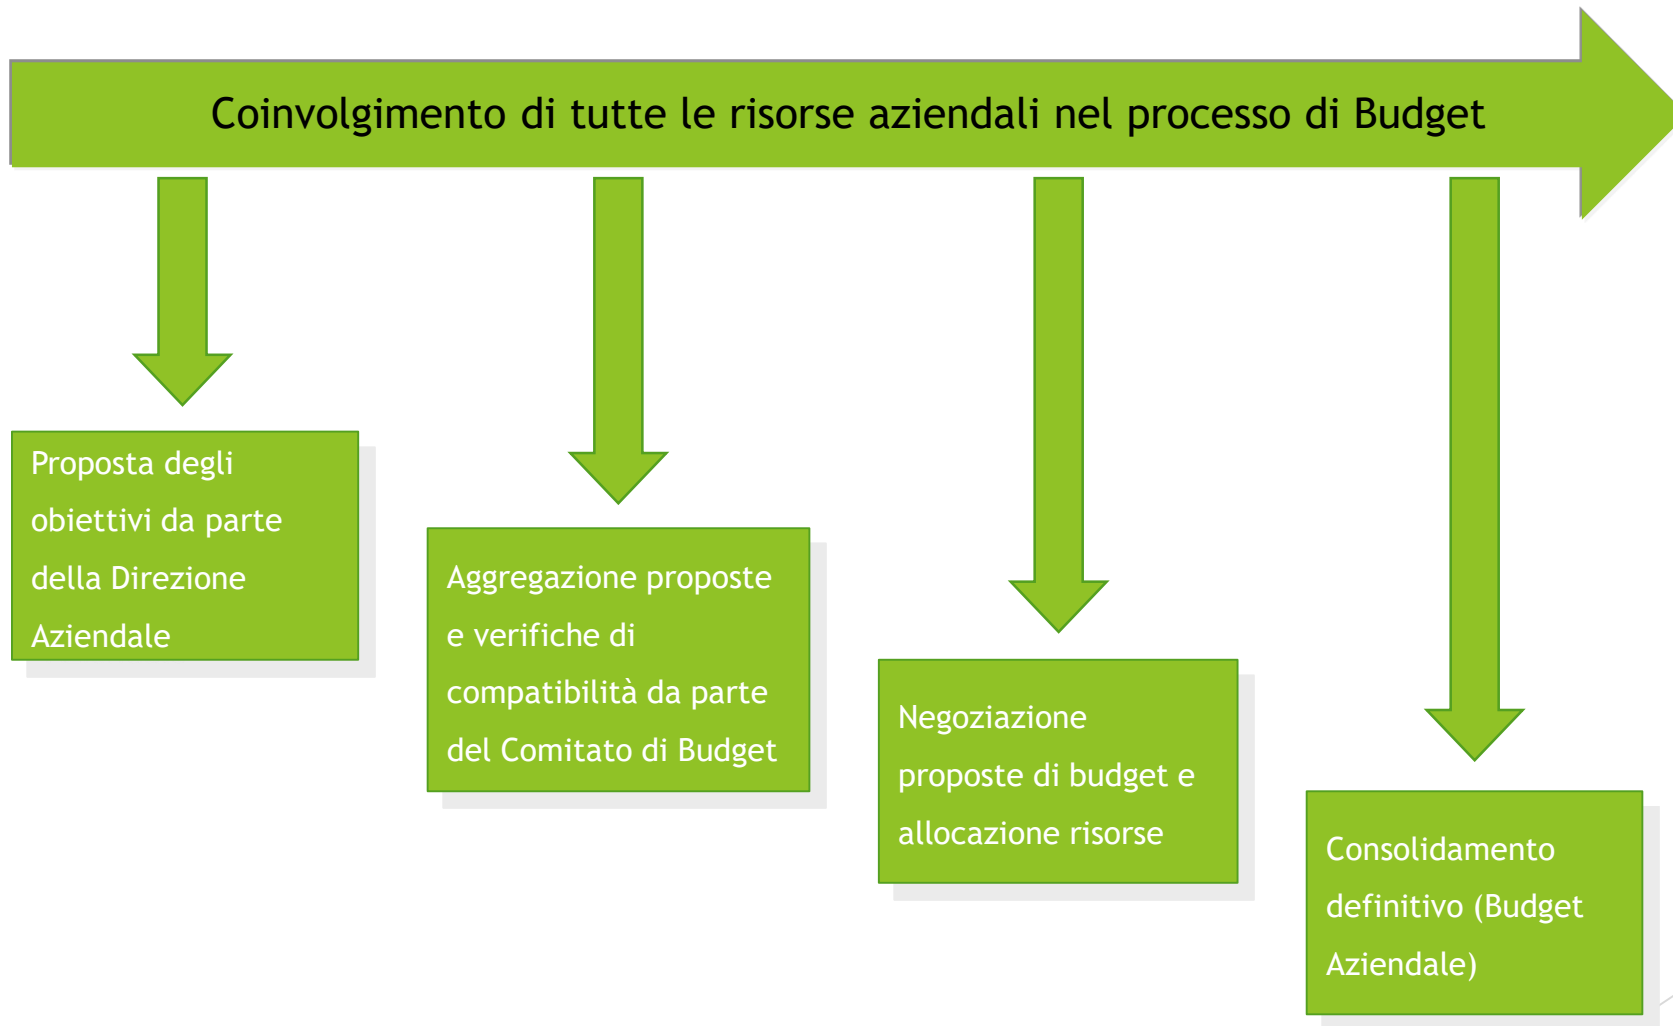 Coinvolgimento di tutte le risorse aziendali nel processo di Budget
Proposta degli
obiettivi da parte
della Direzione
Aziendale
Aggregazione proposte
e verifiche di
compatibilità da parte
del Comitato di Budget
Negoziazione
proposte di budget e
allocazione risorse
Consolidamento
definitivo (Budget
Aziendale)